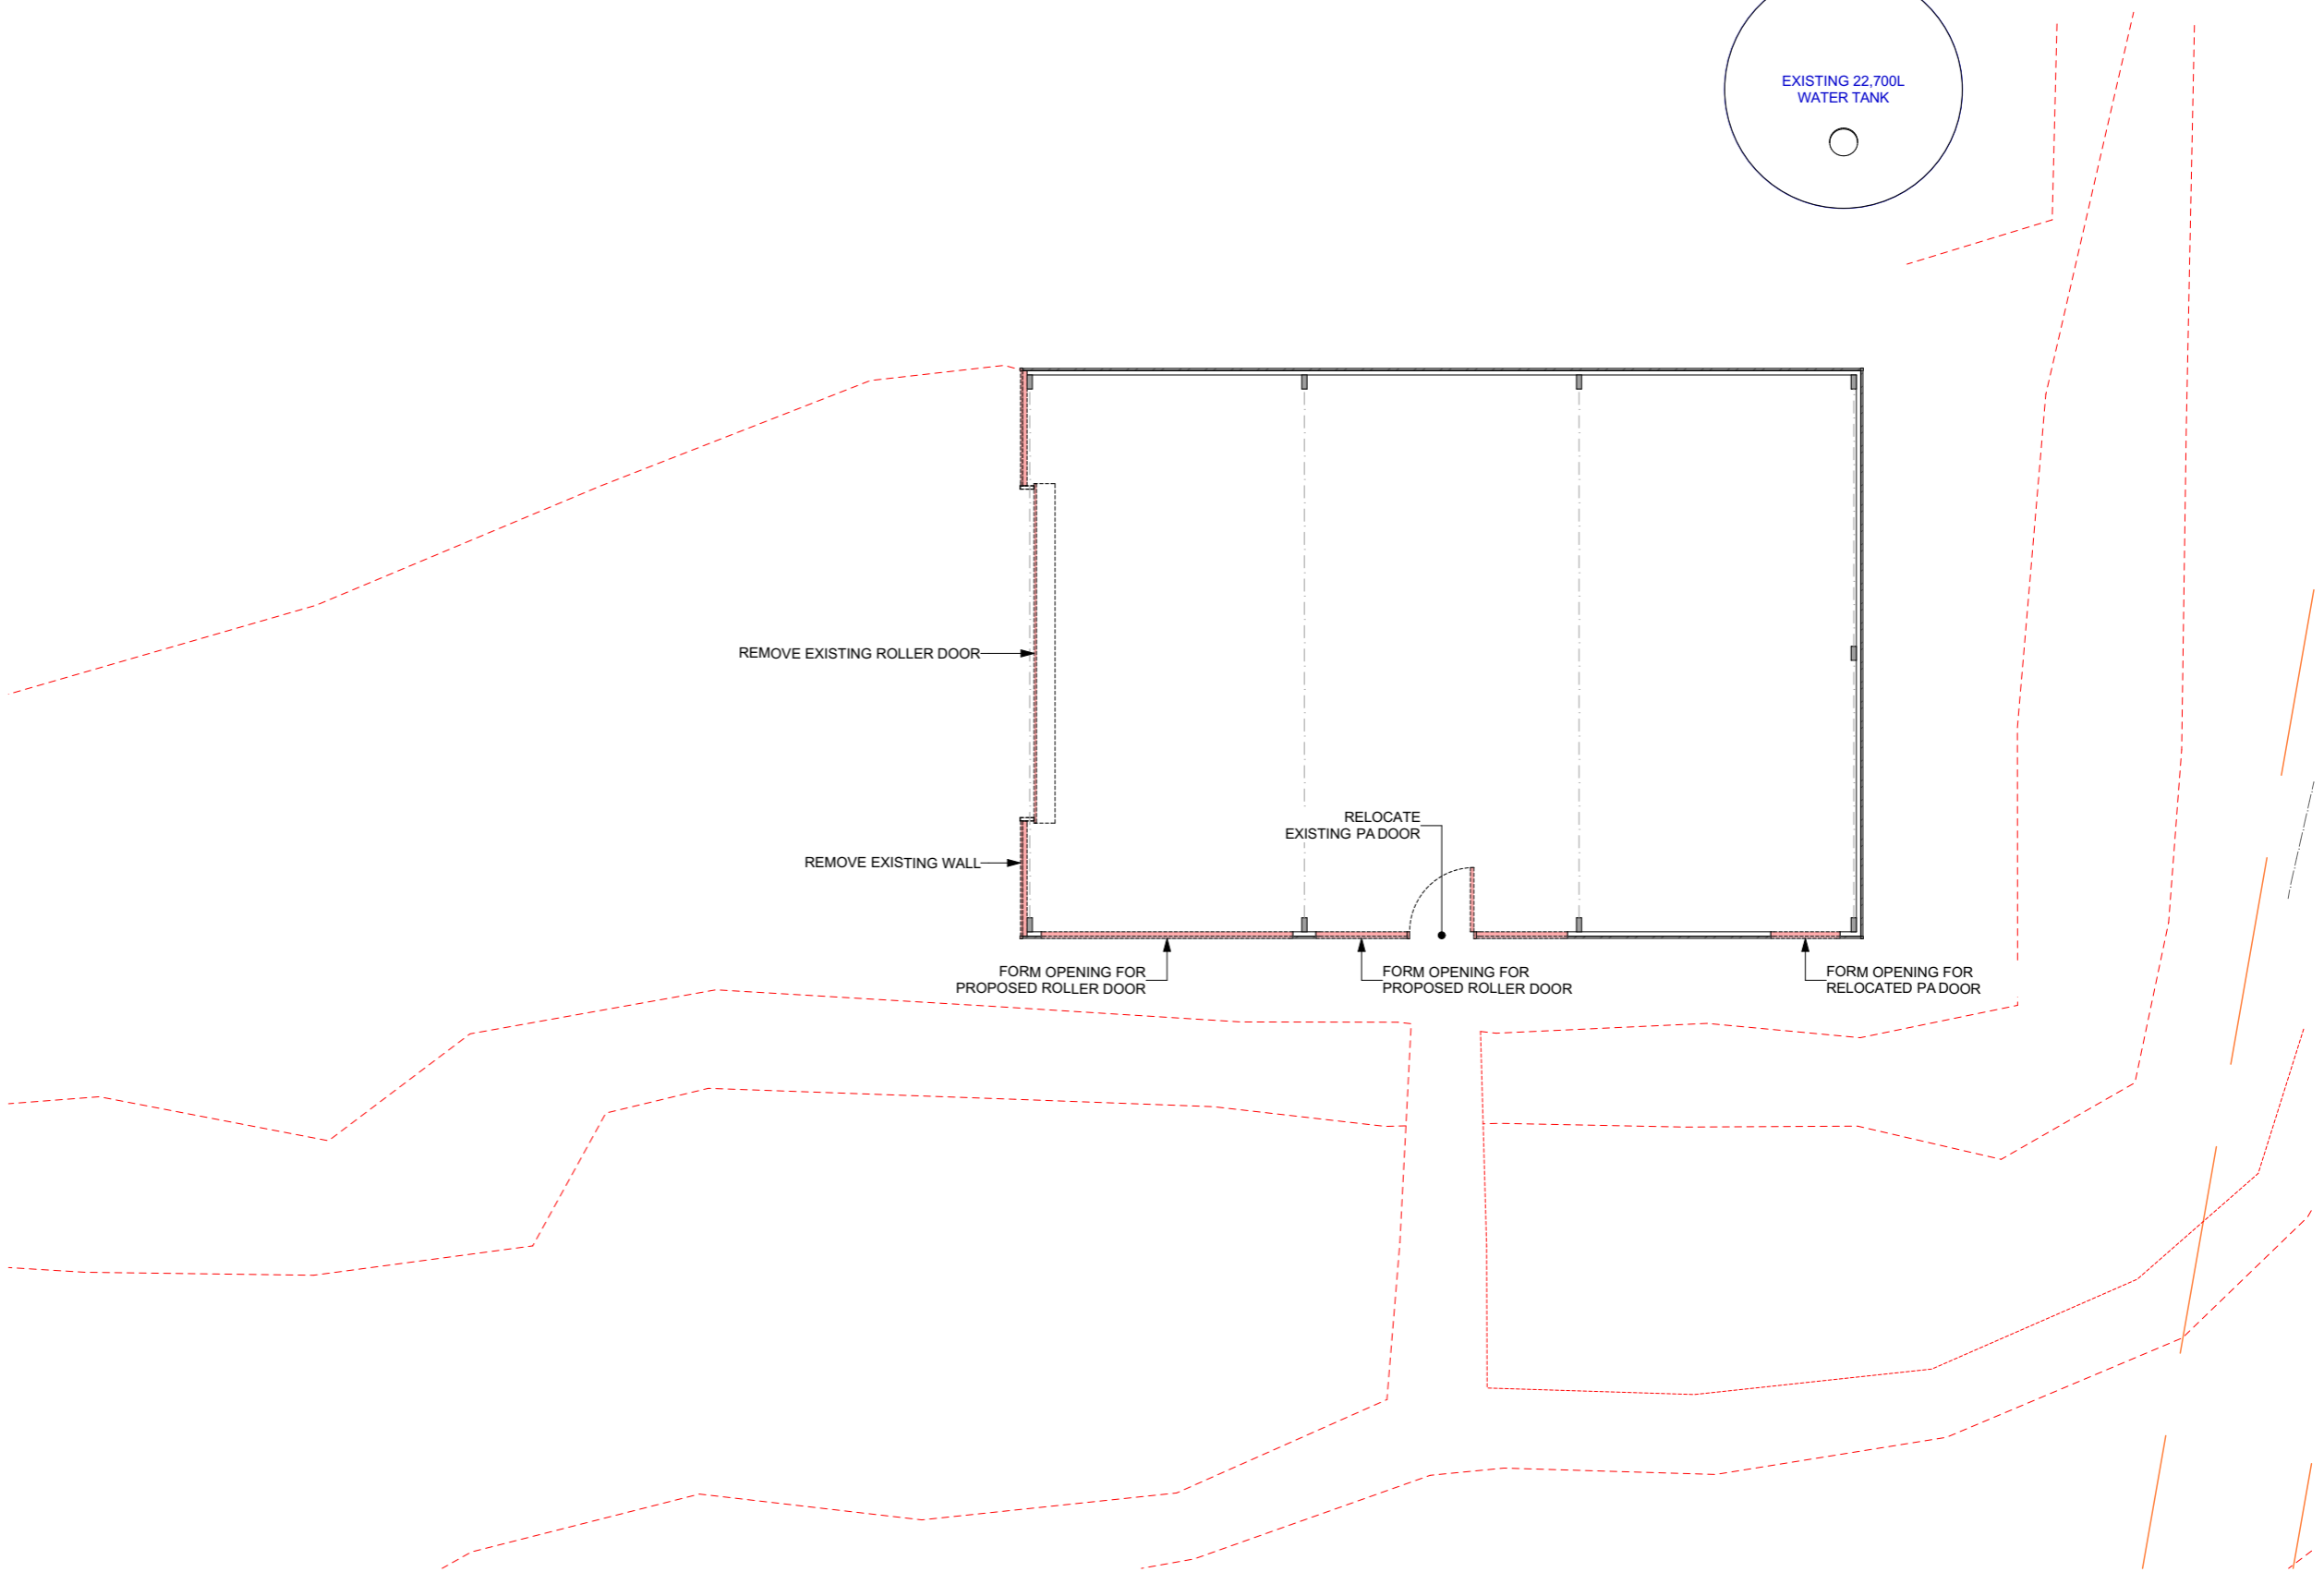 EXISTING 22,700L
WATER TANK
REMOVE EXISTING ROLLER DOOR
RELOCATE
EXISTING PA DOOR
REMOVE EXISTING WALL
FORM OPENING FOR
PROPOSED ROLLER DOOR
FORM OPENING FOR
PROPOSED ROLLER DOOR
FORM OPENING FOR
RELOCATED PA DOOR